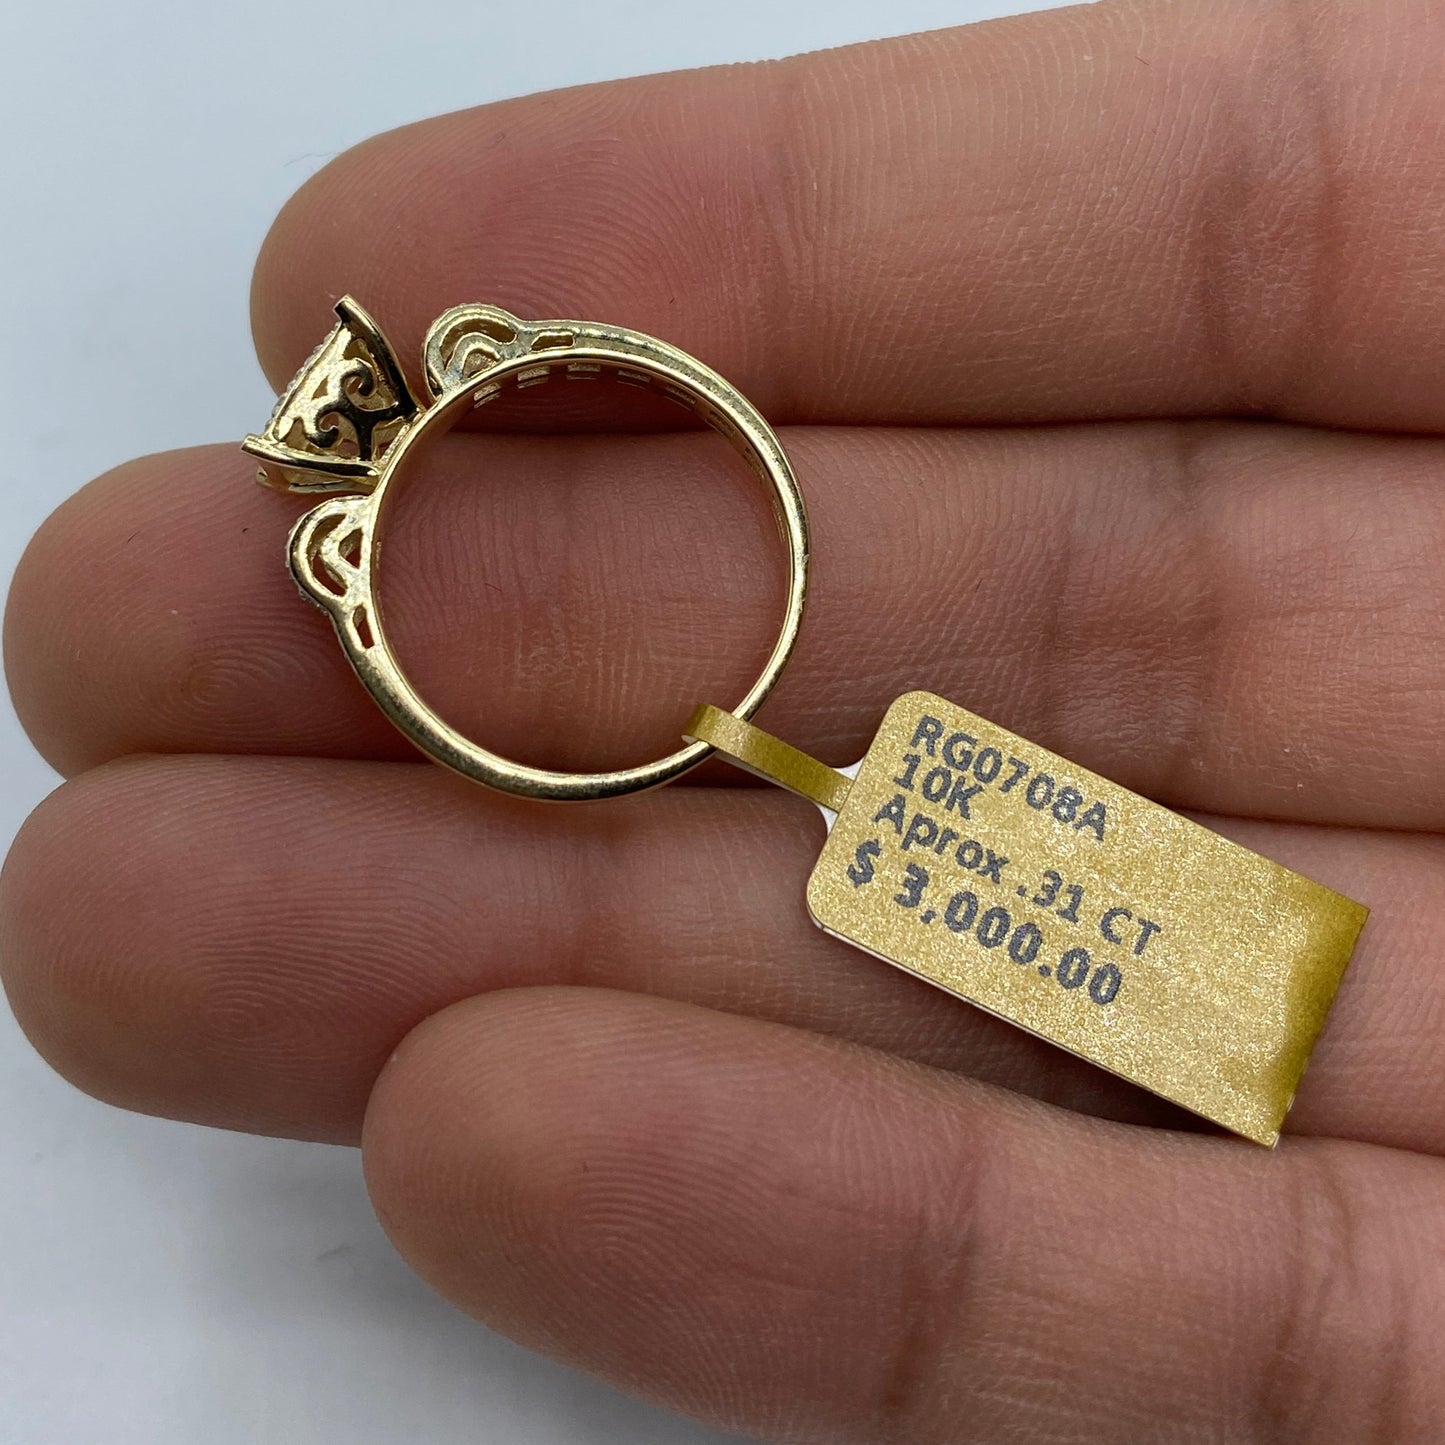 RG0708A
10K
Aprox .31 CT
$ 3,000.00